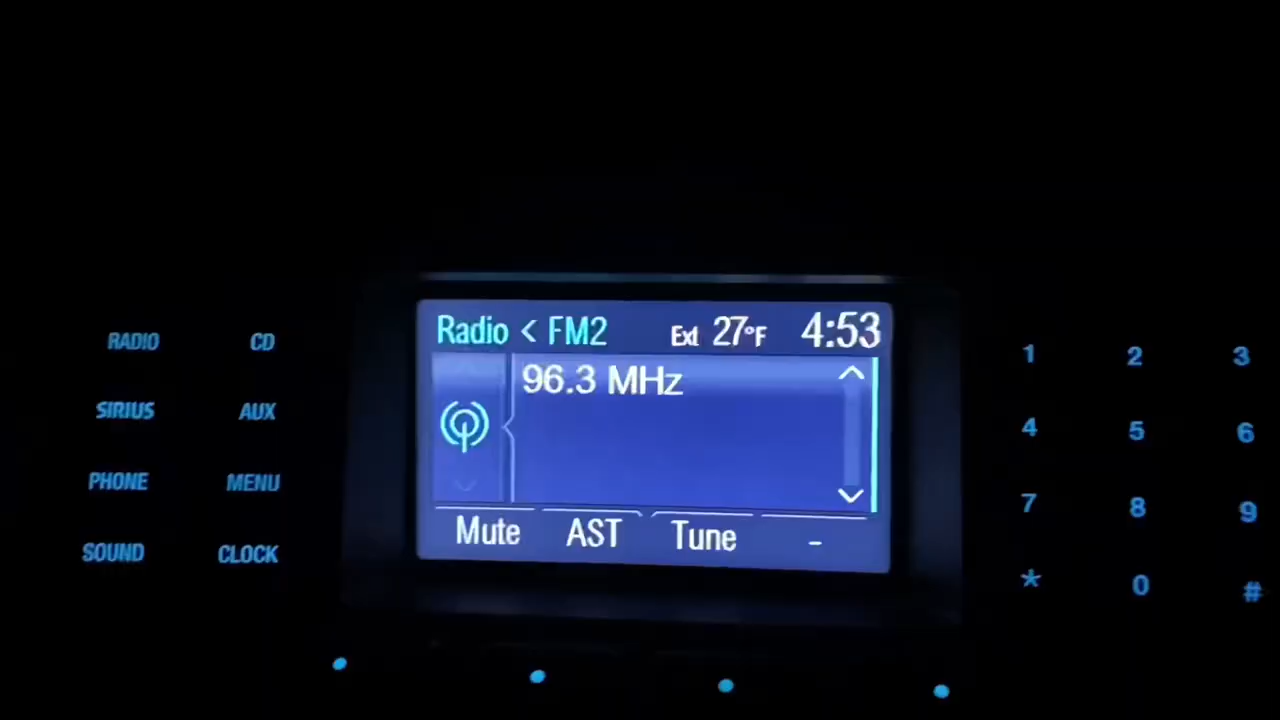 Radio < FM2 Ext 27°F 4:53
96.3 MHz
Mute AST Tune -
RADIO CD
SIRIUS AUX
PHONE MENU
SOUND CLOCK
1 2 3
4 5 6
7 8 9
* 0 #